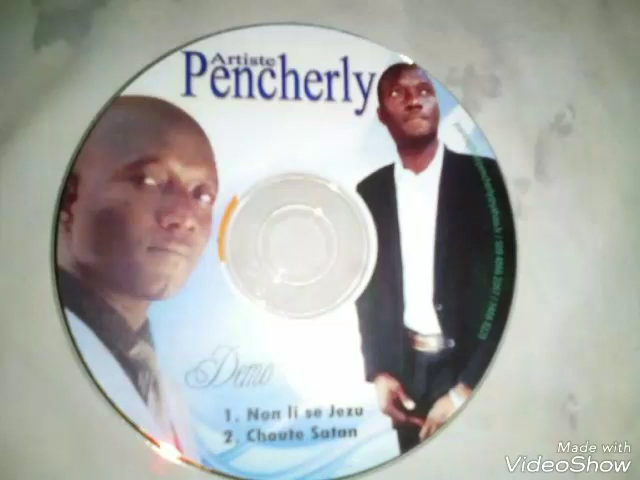 Artiste
Pencherly
Demo
1. Non li se Jezu
2. Choute Satan
Made with
VideoShow